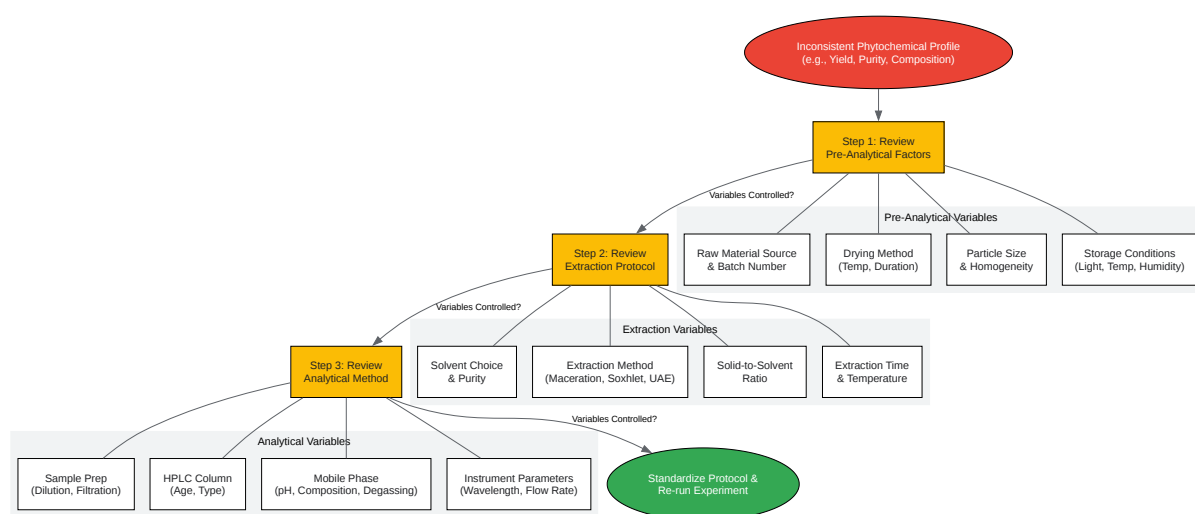 Inconsistent Phytochemical Profile
(e.g., Yield, Purity, Composition)
Step 1: Review
Pre-Analytical Factors
Variables Controlled?
Pre-Analytical Variables
Raw Material Source
& Batch Number
Drying Method
(Temp, Duration)
Particle Size
& Homogeneity
Storage Conditions
(Light, Temp, Humidity)
Step 2: Review
Extraction Protocol
Variables Controlled?
Extraction Variables
Solvent Choice
& Purity
Extraction Method
(Maceration, Soxhlet, UAE)
Solid-to-Solvent
Ratio
Extraction Time
& Temperature
Step 3: Review
Analytical Method
Variables Controlled?
Analytical Variables
Sample Prep
(Dilution, Filtration)
HPLC Column
(Age, Type)
Mobile Phase
(pH, Composition, Degassing)
Instrument Parameters
(Wavelength, Flow Rate)
Standardize Protocol &
Re-run Experiment